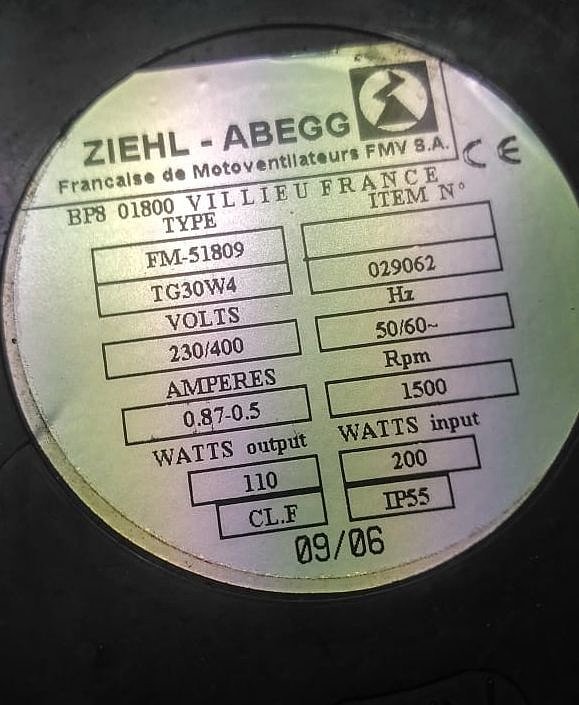 ZIEHL - ABEGG
Francaise de Motoventilateurs FMV S.A.
CE
BP8 01800 VILLIEU FRANCE
TYPE
ITEM N°
FM-51809
TG30W4
029062
VOLTS
Hz
230/400
50/60~
AMPERES
Rpm
0.87-0.5
1500
WATTS output
WATTS input
110
200
CL.F
IP55
09/06